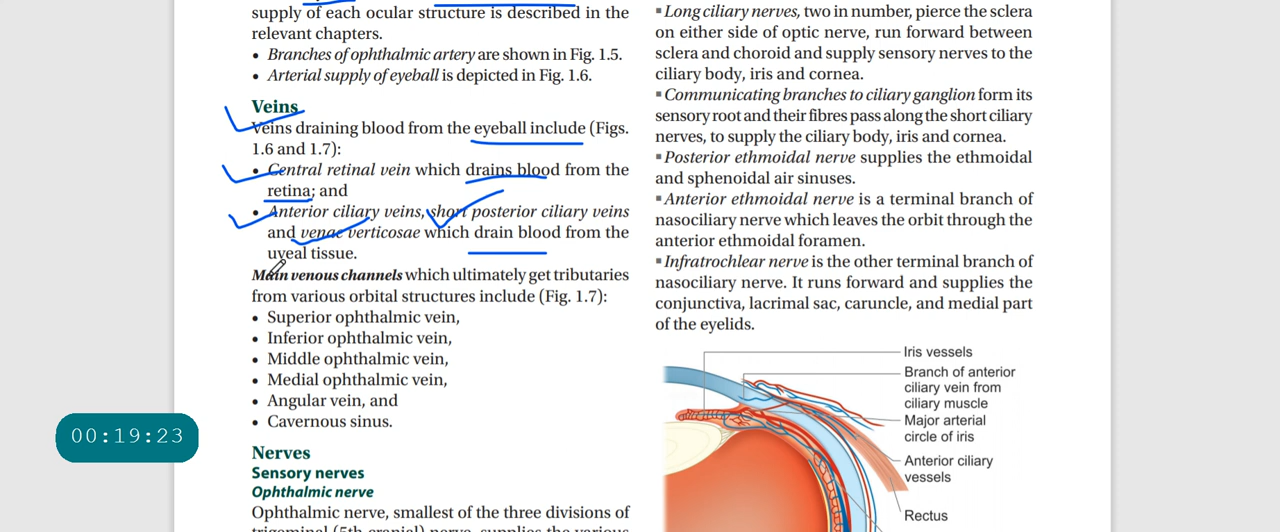 supply of each ocular structure is described in the
relevant chapters.
• Branches of ophthalmic artery are shown in Fig. 1.5.
• Arterial supply of eyeball is depicted in Fig. 1.6.
Veins
Veins draining blood from the eyeball include (Figs.
1.6 and 1.7):
• Central retinal vein which drains blood from the
retina; and
• Anterior ciliary veins, short posterior ciliary veins
and venae verticosae which drain blood from the
uveal tissue.
Main venous channels which ultimately get tributaries
from various orbital structures include (Fig. 1.7):
• Superior ophthalmic vein,
• Inferior ophthalmic vein,
• Middle ophthalmic vein,
• Medial ophthalmic vein,
• Angular vein, and
• Cavernous sinus.
Nerves
Sensory nerves
Ophthalmic nerve
Ophthalmic nerve, smallest of the three divisions of
trigeminal (5th cranial) nerve, supplies the various
▪ Long ciliary nerves, two in number, pierce the sclera
on either side of optic nerve, run forward between
sclera and choroid and supply sensory nerves to the
ciliary body, iris and cornea.
▪ Communicating branches to ciliary ganglion form its
sensory root and their fibres pass along the short ciliary
nerves, to supply the ciliary body, iris and cornea.
▪ Posterior ethmoidal nerve supplies the ethmoidal
and sphenoidal air sinuses.
▪ Anterior ethmoidal nerve is a terminal branch of
nasociliary nerve which leaves the orbit through the
anterior ethmoidal foramen.
▪ Infratrochlear nerve is the other terminal branch of
nasociliary nerve. It runs forward and supplies the
conjunctiva, lacrimal sac, caruncle, and medial part
of the eyelids.
Iris vessels
Branch of anterior
ciliary vein from
ciliary muscle
Major arterial
circle of iris
Anterior ciliary
vessels
Rectus
00:19:23